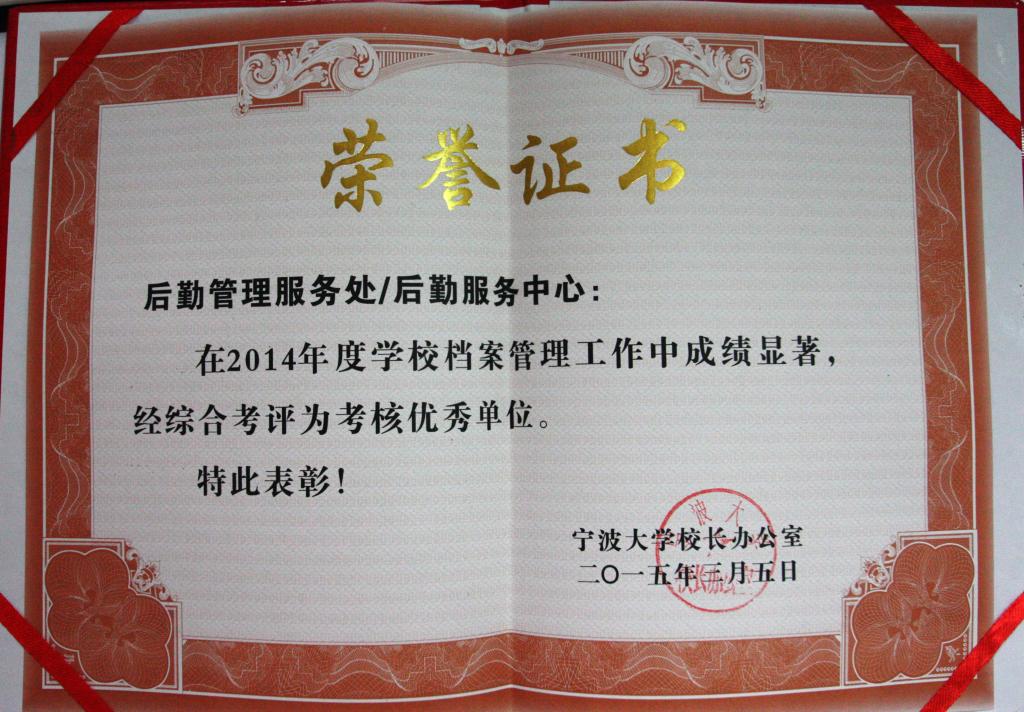 荣誉证书
后勤管理服务处/后勤服务中心：
在2014年度学校档案管理工作中成绩显著，
经综合考评为考核优秀单位。
特此表彰！
宁波大学校长办公室
二〇一五年三月五日